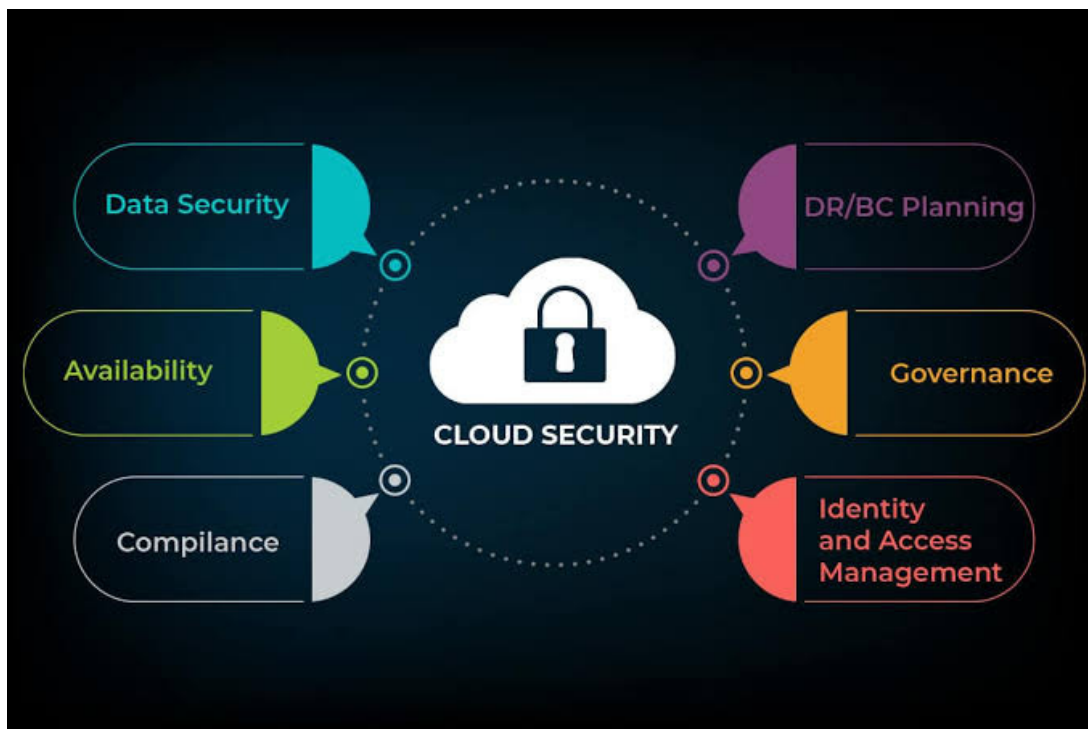 Data Security
DR/BC Planning
Availability
Governance
CLOUD SECURITY
Compilance
Identity
and Access
Management